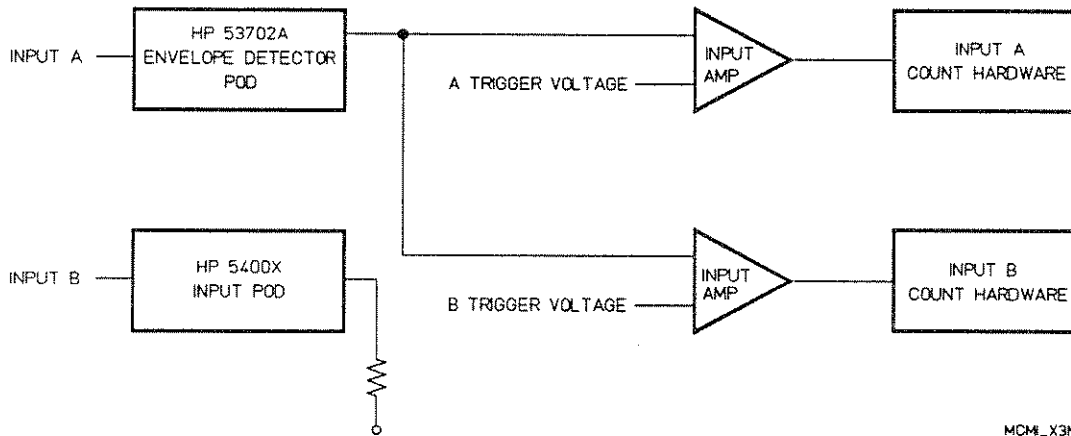 INPUT A
HP 53702A
ENVELOPE DETECTOR
POD
A TRIGGER VOLTAGE
INPUT
AMP
INPUT A
COUNT HARDWARE
INPUT B
HP 5400X
INPUT POD
B TRIGGER VOLTAGE
INPUT
AMP
INPUT B
COUNT HARDWARE